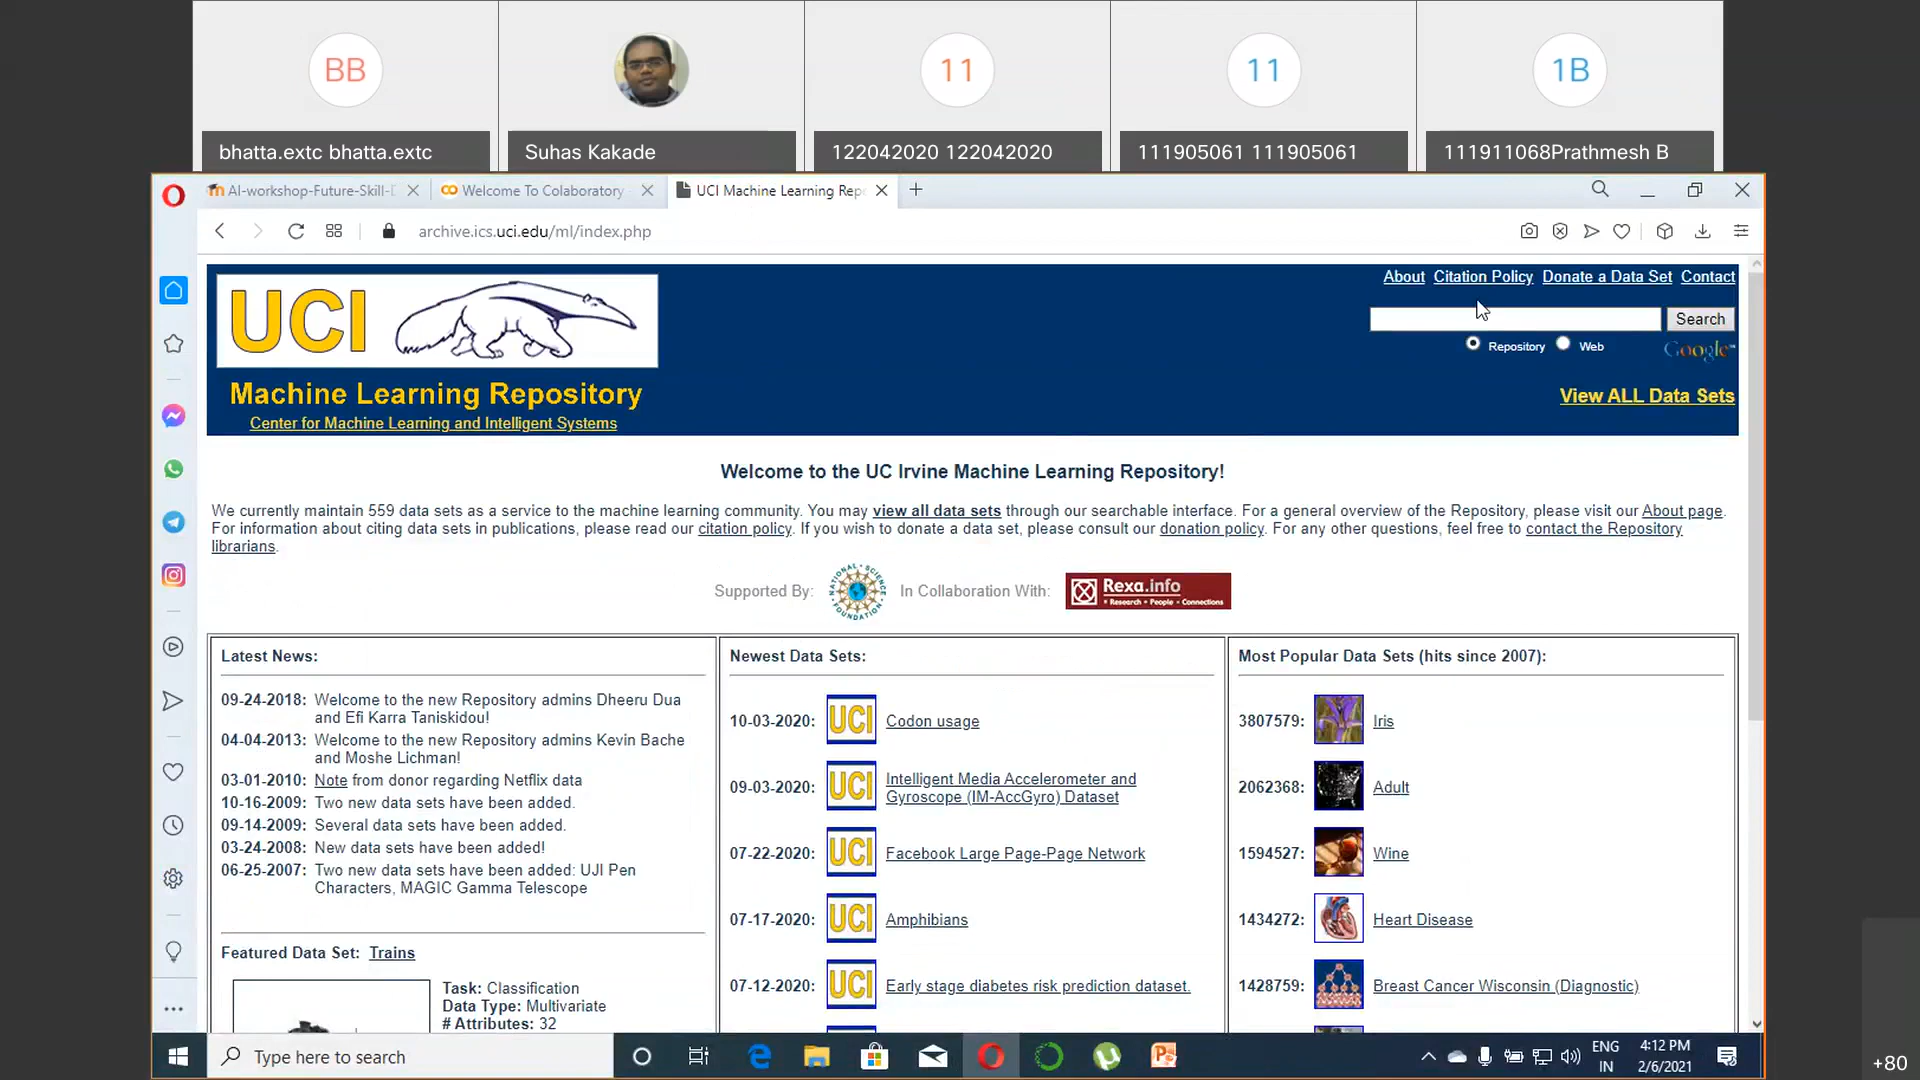 BB
11
11
1B
bhatta.extc bhatta.extc
Suhas Kakade
122042020 122042020
111905061 111905061
111911068Prathmesh B
AI-workshop-Future-Skill-D
Welcome To Colaboratory
UCI Machine Learning Rep
archive.ics.uci.edu/ml/index.php
About Citation Policy Donate a Data Set Contact
UCI
Search
Repository Web
Google™
Machine Learning Repository
View ALL Data Sets
Center for Machine Learning and Intelligent Systems
Welcome to the UC Irvine Machine Learning Repository!
We currently maintain 559 data sets as a service to the machine learning community. You may view all data sets through our searchable interface. For a general overview of the Repository, please visit our About page.
For information about citing data sets in publications, please read our citation policy. If you wish to donate a data set, please consult our donation policy. For any other questions, feel free to contact the Repository
librarians.
Supported By:
NATIONAL SCIENCE FOUNDATION
In Collaboration With:
Rexa.info
• Research • People • Connections
Latest News:
09-24-2018: Welcome to the new Repository admins Dheeru Dua
and Efi Karra Taniskidou!
04-04-2013: Welcome to the new Repository admins Kevin Bache
and Moshe Lichman!
03-01-2010: Note from donor regarding Netflix data
10-16-2009: Two new data sets have been added.
09-14-2009: Several data sets have been added.
03-24-2008: New data sets have been added!
06-25-2007: Two new data sets have been added: UJI Pen
Characters, MAGIC Gamma Telescope
Featured Data Set: Trains
Task: Classification
Data Type: Multivariate
# Attributes: 32
Newest Data Sets:
10-03-2020: UCI Codon usage
09-03-2020: UCI Intelligent Media Accelerometer and
Gyroscope (IM-AccGyro) Dataset
07-22-2020: UCI Facebook Large Page-Page Network
07-17-2020: UCI Amphibians
07-12-2020: UCI Early stage diabetes risk prediction dataset.
Most Popular Data Sets (hits since 2007):
3807579: Iris
2062368: Adult
1594527: Wine
1434272: Heart Disease
1428759: Breast Cancer Wisconsin (Diagnostic)
Type here to search
ENG
IN
4:12 PM
2/6/2021
+80